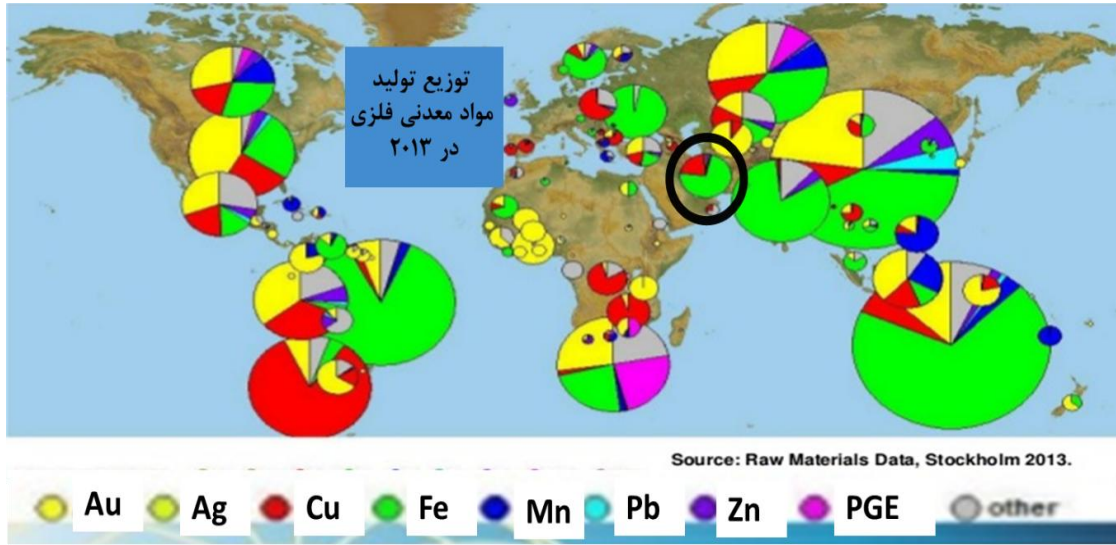 توزیع تولید
مواد معدنی فلزی
در ۲۰۱۳
Source: Raw Materials Data, Stockholm 2013.
Au Ag Cu Fe Mn Pb Zn PGE other